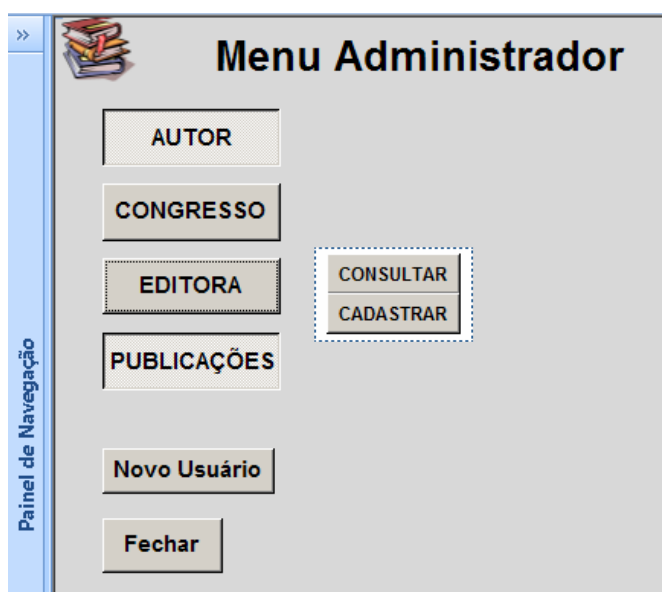 »
Menu Administrador
AUTOR
CONGRESSO
EDITORA
CONSULTAR
CADASTRAR
PUBLICAÇÕES
Novo Usuário
Fechar
Painel de Navegação